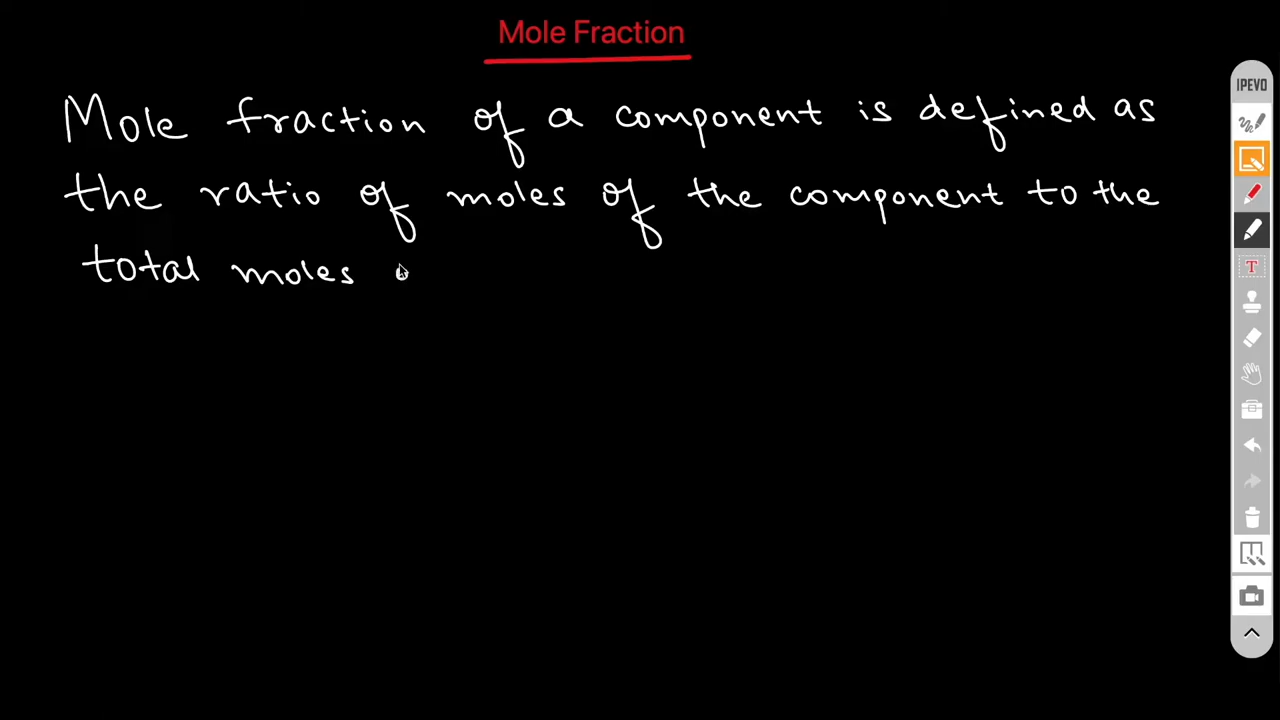 Mole Fraction
Mole fraction of a component is defined as
the ratio of moles of the component to the
total moles o
IPEVO
T